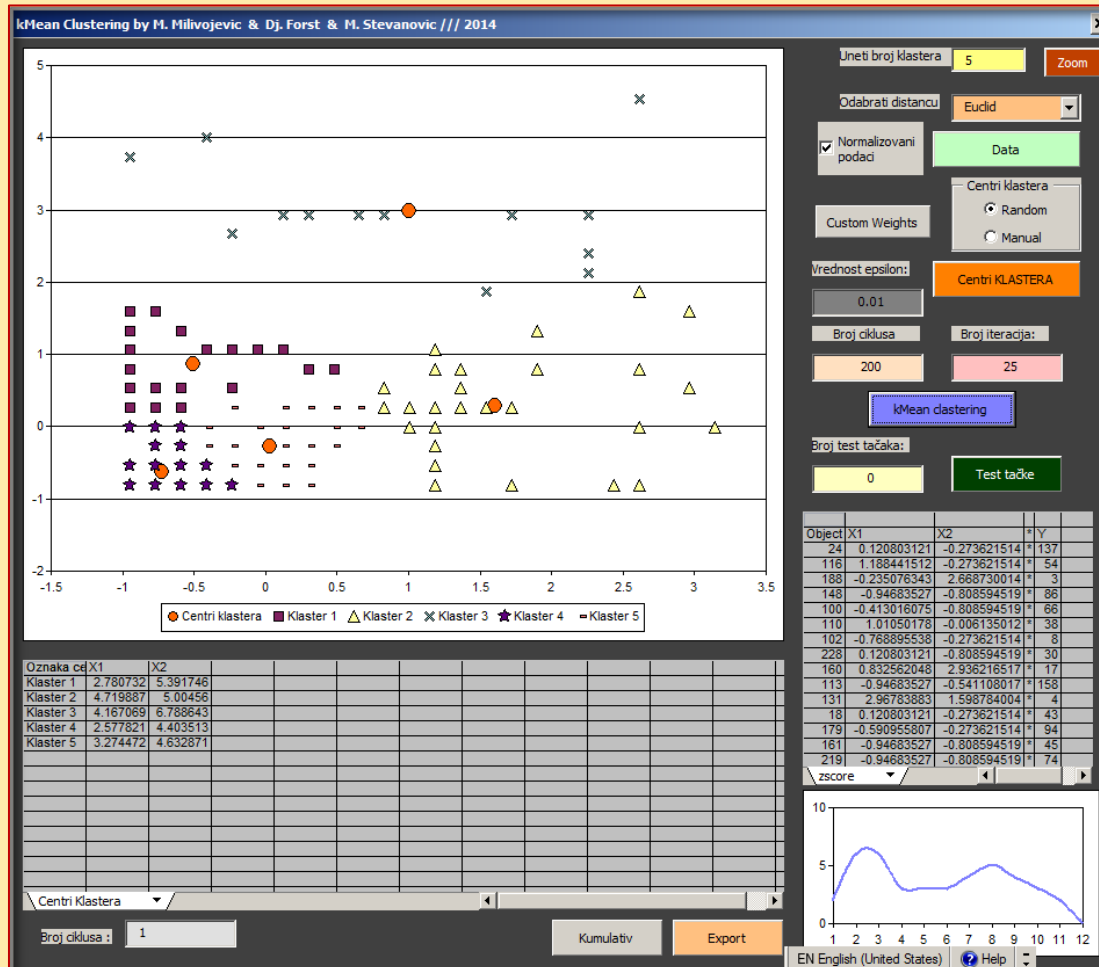 kMean Clustering by M. Milivojevic & Dj. Forst & M. Stevanovic /// 2014
5
4
3
2
1
0
-1
-2
-1.5 -1 -0.5 0 0.5 1 1.5 2 2.5 3 3.5
Centri klastera Klaster 1 Klaster 2 Klaster 3 Klaster 4 Klaster 5
Uneti broj klastera 5 Zoom
Odabrati distancu Euclid
Normalizovani
podaci
Data
Centri klastera
Random
Manual
Custom Weights
Vrednost epsilon:
0.01
Centri KLASTERA
Broj ciklusa Broj iteracija:
200 25
kMean clastering
Broj test tačaka:
0 Test tačke
Oznaka ce X1 X2
Klaster 1 2.780732 5.391746
Klaster 2 4.719887 5.00456
Klaster 3 4.167069 6.788643
Klaster 4 2.577821 4.403513
Klaster 5 3.274472 4.632871
Centri Klastera
Object X1 X2 * Y
24 0.120803121 -0.273621514 * 137
116 1.188441512 -0.273621514 * 54
188 -0.235076343 2.668730014 * 3
148 -0.94683527 -0.808594519 * 86
100 -0.413016075 -0.808594519 * 66
110 1.01050178 -0.006135012 * 38
102 -0.768895538 -0.273621514 * 8
228 0.120803121 -0.808594519 * 30
160 0.832562048 2.936216517 * 17
113 -0.94683527 -0.541108017 * 158
131 2.96783883 1.598784004 * 4
18 0.120803121 -0.273621514 * 43
179 -0.590955807 -0.273621514 * 94
161 -0.94683527 -0.808594519 * 45
219 -0.94683527 -0.808594519 * 74
zscore
10
5
0
1 2 3 4 5 6 7 8 9 10 11 12
Broj ciklusa : 1 Kumulativ Export
EN English (United States) Help